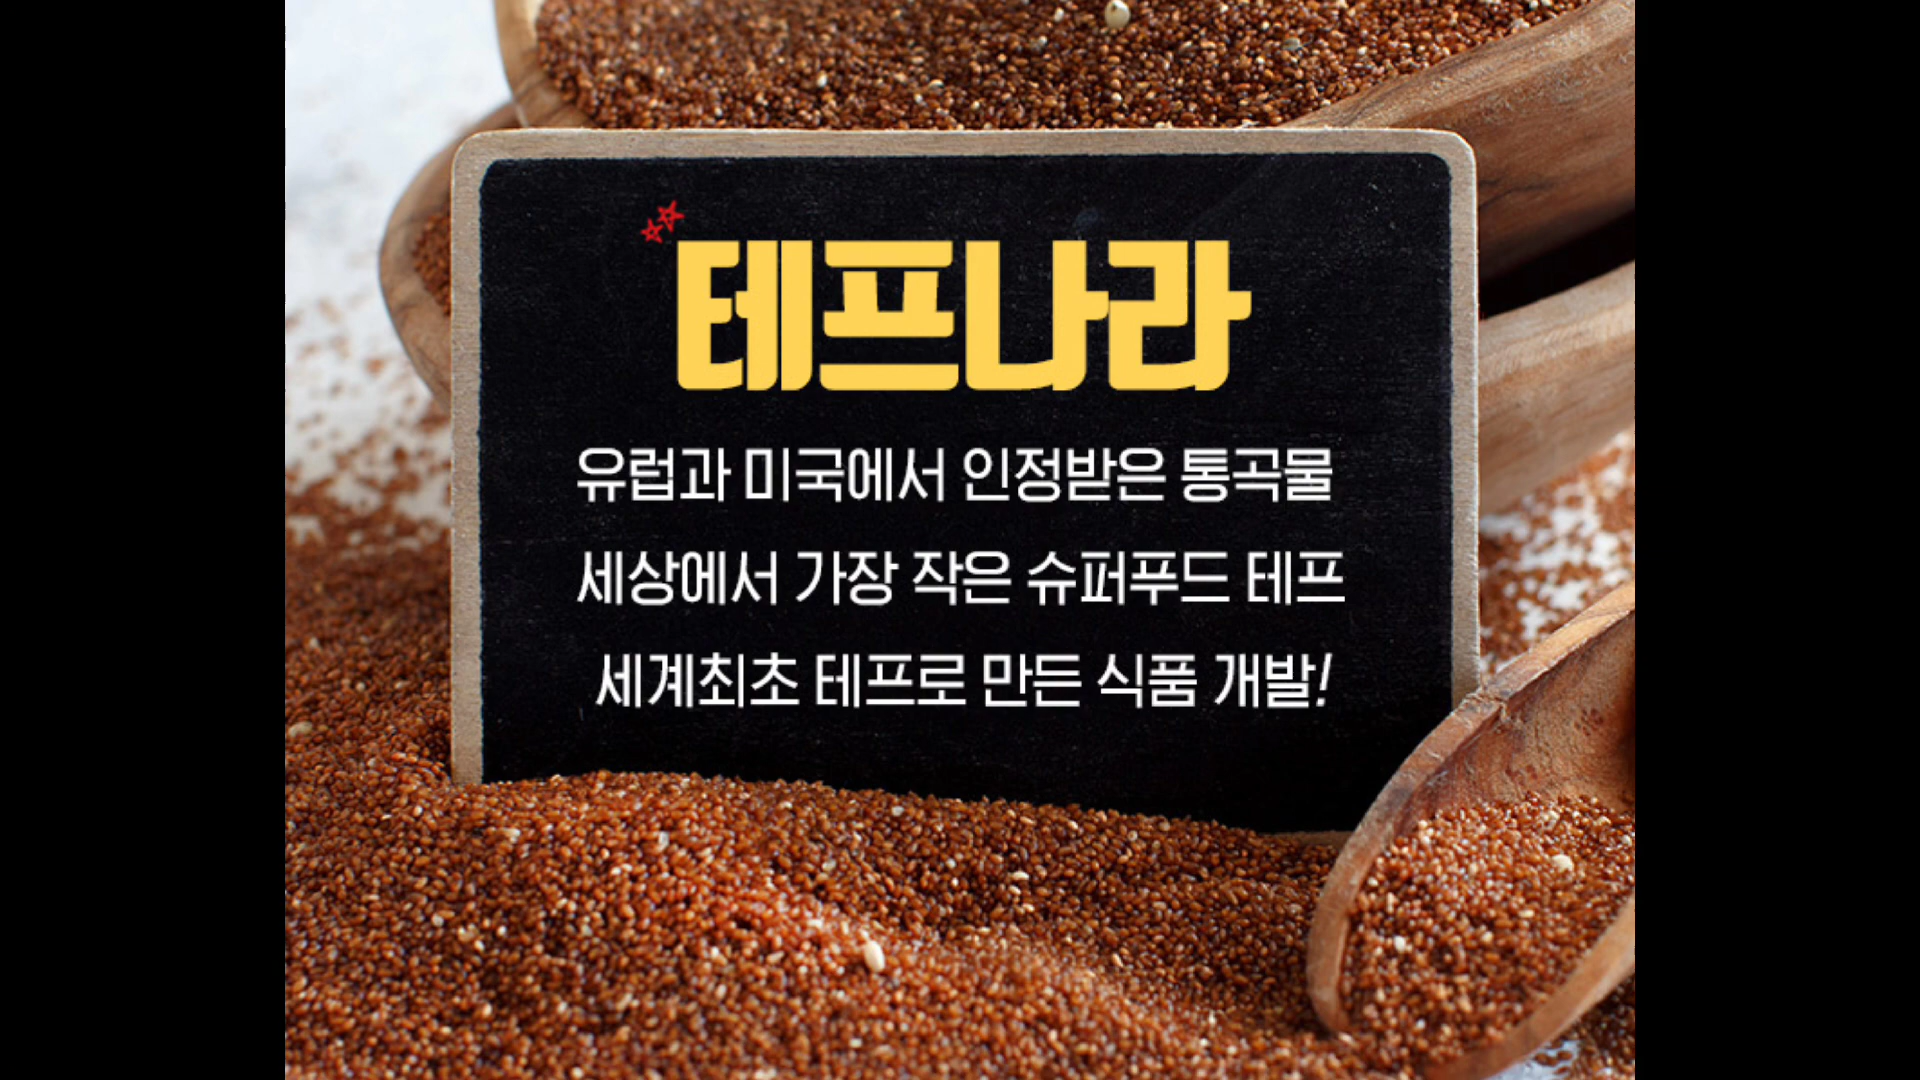 테프나라
유럽과 미국에서 인정받은 통곡물
세상에서 가장 작은 슈퍼푸드 테프
세계최초 테프로 만든 식품 개발!